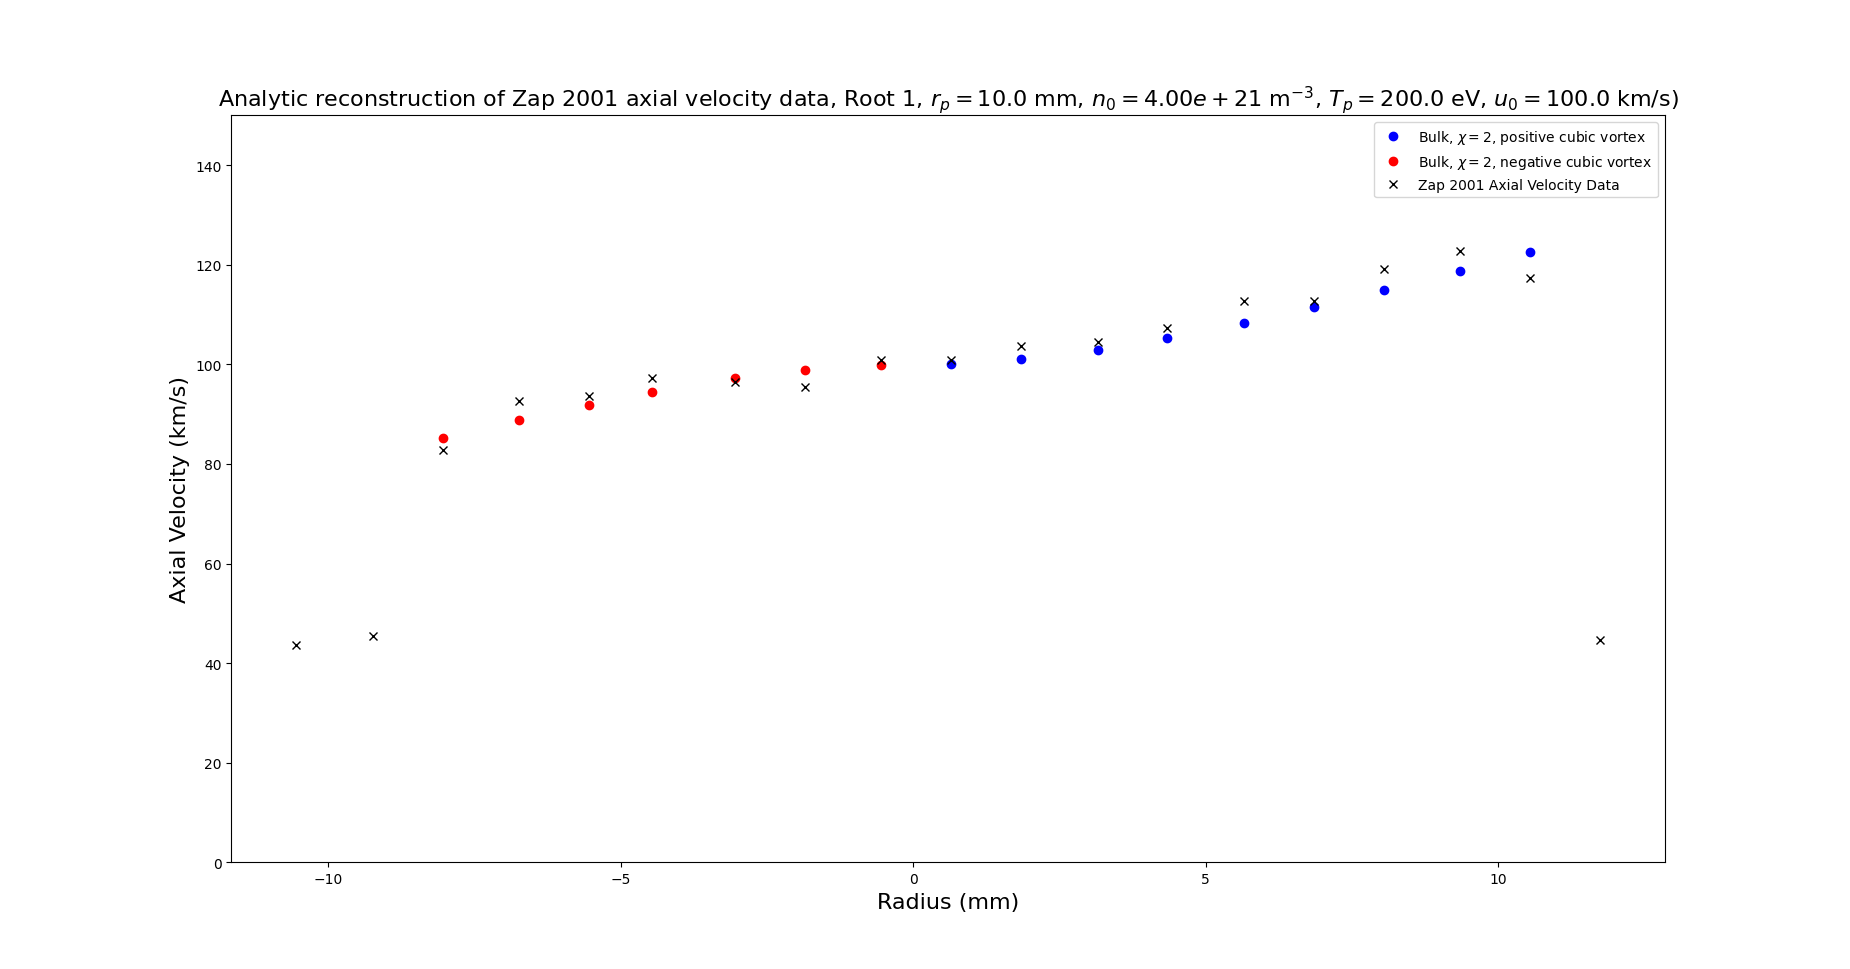 Analytic reconstruction of Zap 2001 axial velocity data, Root 1, $r_p = 10.0$ mm, $n_0 = 4.00e + 21$ m$^{-3}$, $T_p = 200.0$ eV, $u_0 = 100.0$ km/s)
Bulk, χ = 2, positive cubic vortex
Bulk, χ = 2, negative cubic vortex
Zap 2001 Axial Velocity Data
Axial Velocity (km/s)
140
120
100
80
60
40
20
0
−10
−5
0
5
10
Radius (mm)